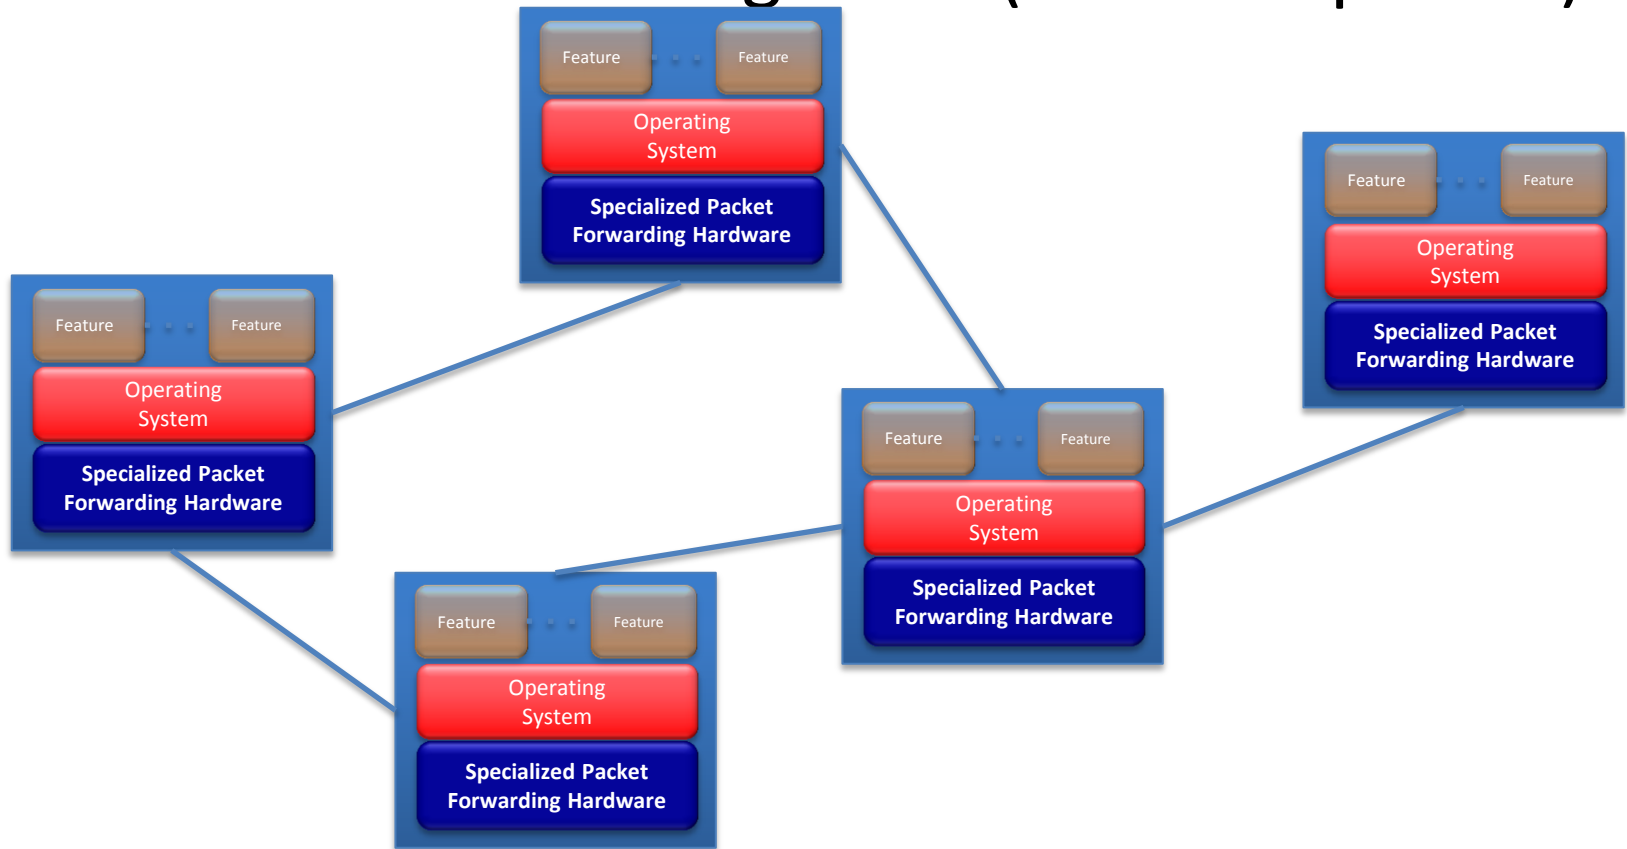 Feature . . . Feature
Operating
System
Specialized Packet
Forwarding Hardware
Feature . . . Feature
Operating
System
Specialized Packet
Forwarding Hardware
Feature . . . Feature
Operating
System
Specialized Packet
Forwarding Hardware
Feature . . . Feature
Operating
System
Specialized Packet
Forwarding Hardware
Feature . . . Feature
Operating
System
Specialized Packet
Forwarding Hardware